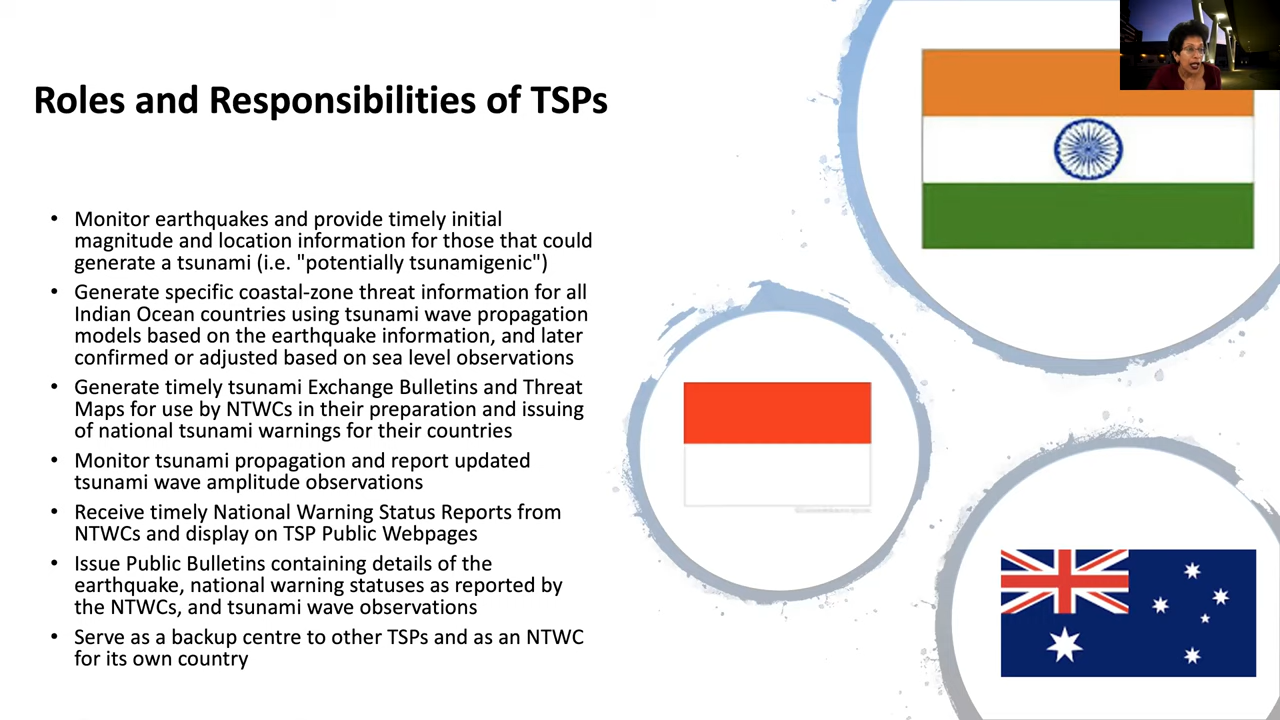 Roles and Responsibilities of TSPs
• Monitor earthquakes and provide timely initial
magnitude and location information for those that could
generate a tsunami (i.e. "potentially tsunamigenic")
• Generate specific coastal-zone threat information for all
Indian Ocean countries using tsunami wave propagation
models based on the earthquake information, and later
confirmed or adjusted based on sea level observations
• Generate timely tsunami Exchange Bulletins and Threat
Maps for use by NTWCs in their preparation and issuing
of national tsunami warnings for their countries
• Monitor tsunami propagation and report updated
tsunami wave amplitude observations
• Receive timely National Warning Status Reports from
NTWCs and display on TSP Public Webpages
• Issue Public Bulletins containing details of the
earthquake, national warning statuses as reported by
the NTWCs, and tsunami wave observations
• Serve as a backup centre to other TSPs and as an NTWC
for its own country